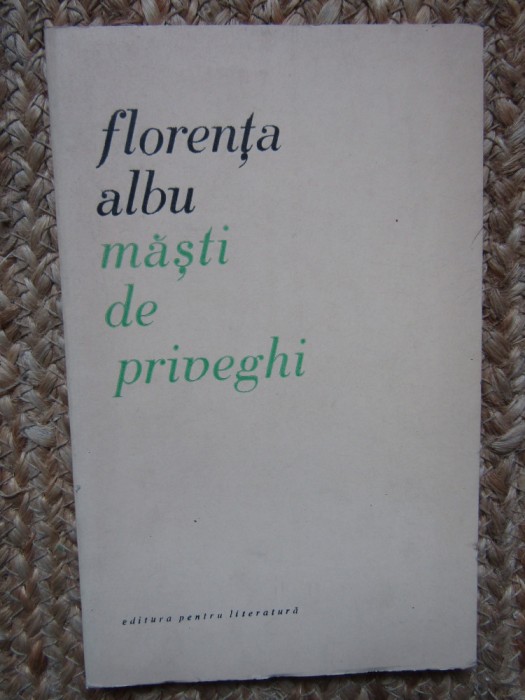 florența
albu
măști
de
priveghi
editura pentru literatură